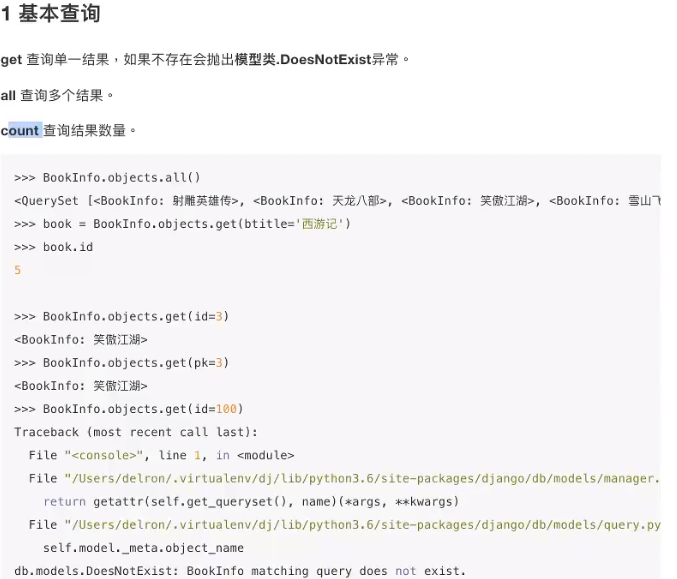 1 基本查询
get 查询单一结果，如果不存在会抛出模型类.DoesNotExist异常。
all 查询多个结果。
count 查询结果数量。
>>> BookInfo.objects.all()
<QuerySet [<BookInfo: 射雕英雄传>, <BookInfo: 天龙八部>, <BookInfo: 笑傲江湖>, <BookInfo: 雪山
>>> book = BookInfo.objects.get(btitle='西游记')
>>> book.id
5
>>> BookInfo.objects.get(id=3)
<BookInfo: 笑傲江湖>
>>> BookInfo.objects.get(pk=3)
<BookInfo: 笑傲江湖>
>>> BookInfo.objects.get(id=100)
Traceback (most recent call last):
File "<console>", line 1, in <module>
File "/Users/delron/.virtualenv/dj/lib/python3.6/site-packages/django/db/models/manager.
return getattr(self.get_queryset(), name)(*args, **kwargs)
File "/Users/delron/.virtualenv/dj/lib/python3.6/site-packages/django/db/models/query.py
self.model._meta.object_name
db.models.DoesNotExist: BookInfo matching query does not exist.